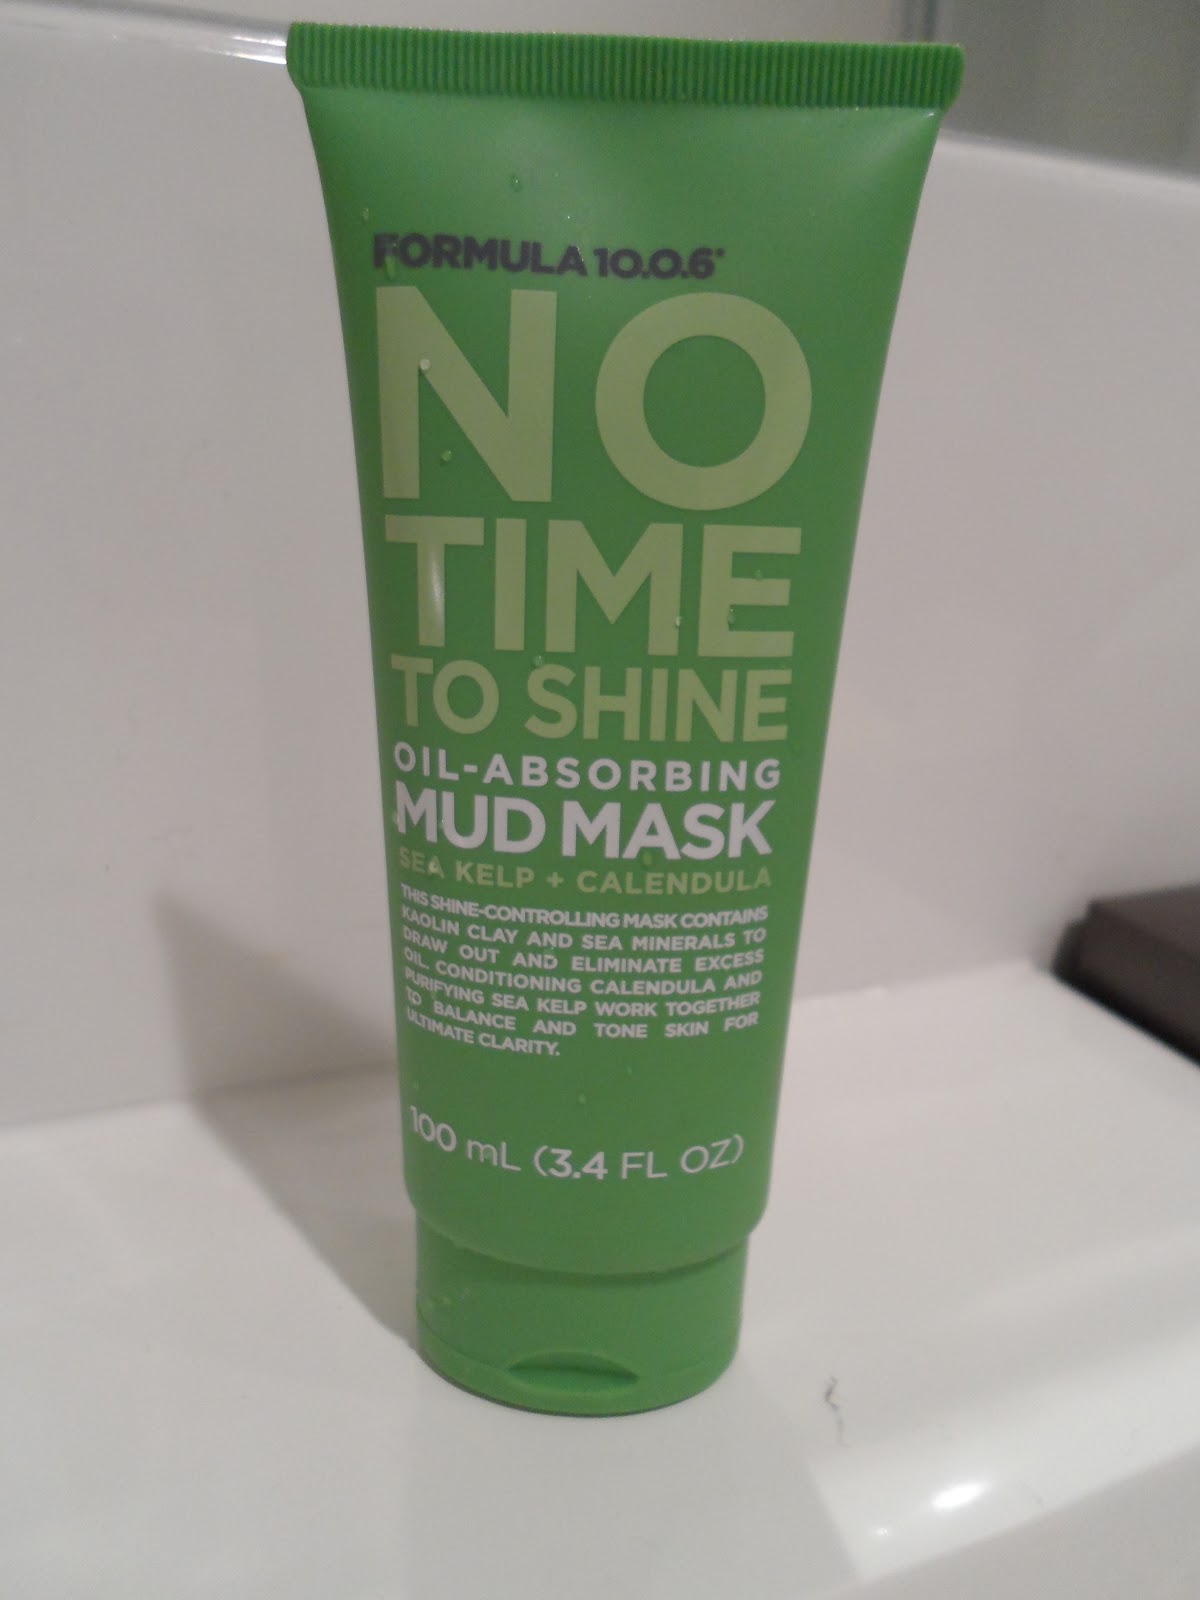 FORMULA 10.0.6®
NO
TIME
TO SHINE
OIL-ABSORBING
MUD MASK
SEA KELP + CALENDULA
THIS SHINE-CONTROLLING MASK CONTAINS
KAOLIN CLAY AND SEA MINERALS TO
DRAW OUT AND ELIMINATE EXCESS
OIL. CONDITIONING CALENDULA AND
PURIFYING SEA KELP WORK TOGETHER
TO BALANCE AND TONE SKIN FOR
ULTIMATE CLARITY.
100 mL (3.4 FL OZ)